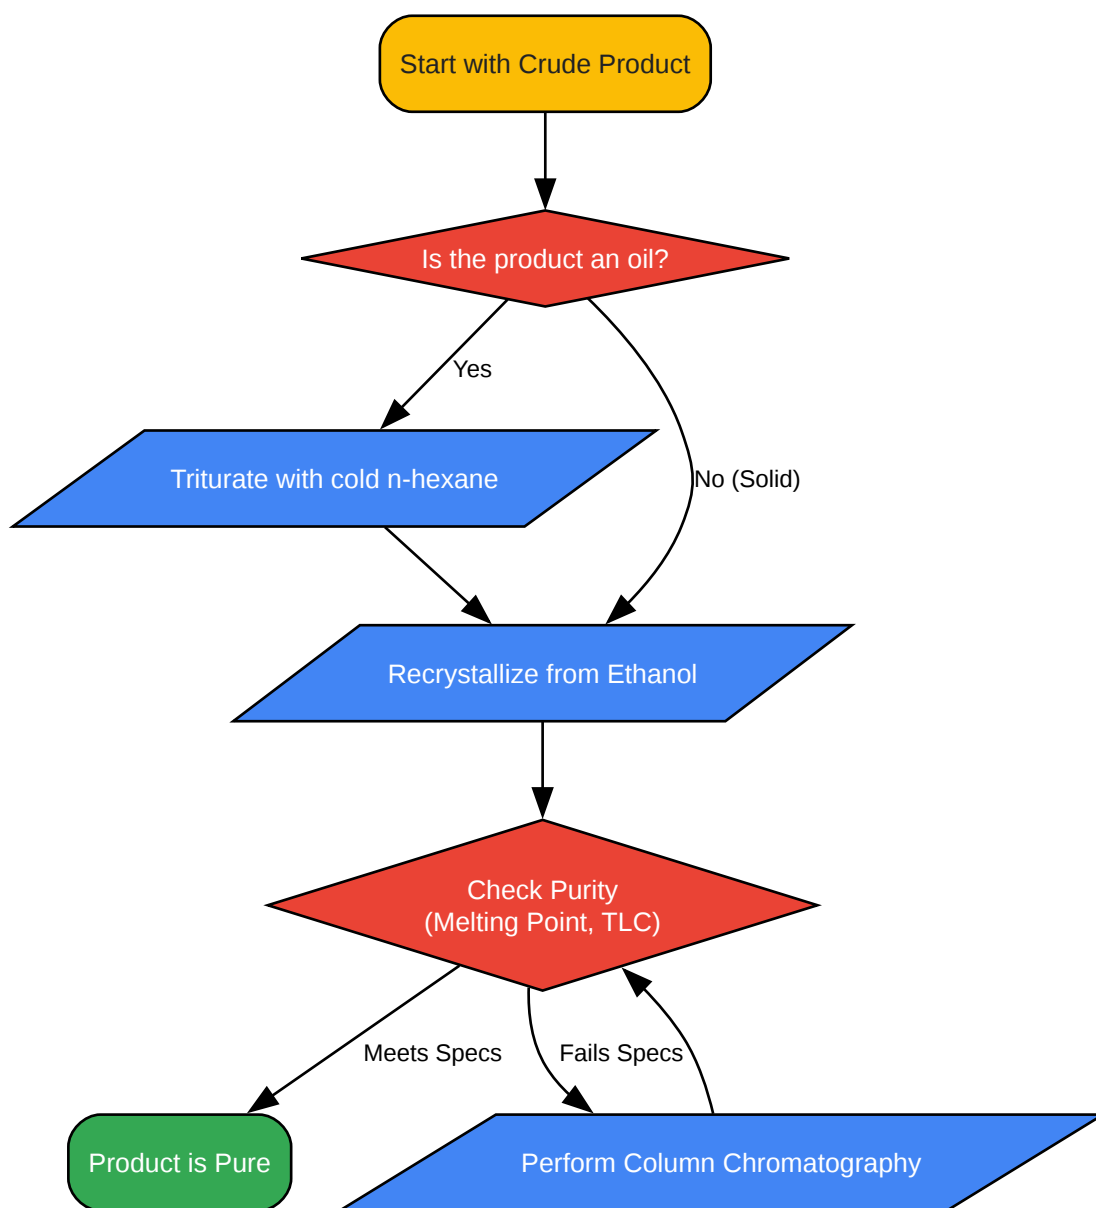 Start with Crude Product
Is the product an oil?
Yes
Triturate with cold n-hexane
No (Solid)
Recrystallize from Ethanol
Check Purity
(Melting Point, TLC)
Meets Specs
Fails Specs
Product is Pure
Perform Column Chromatography